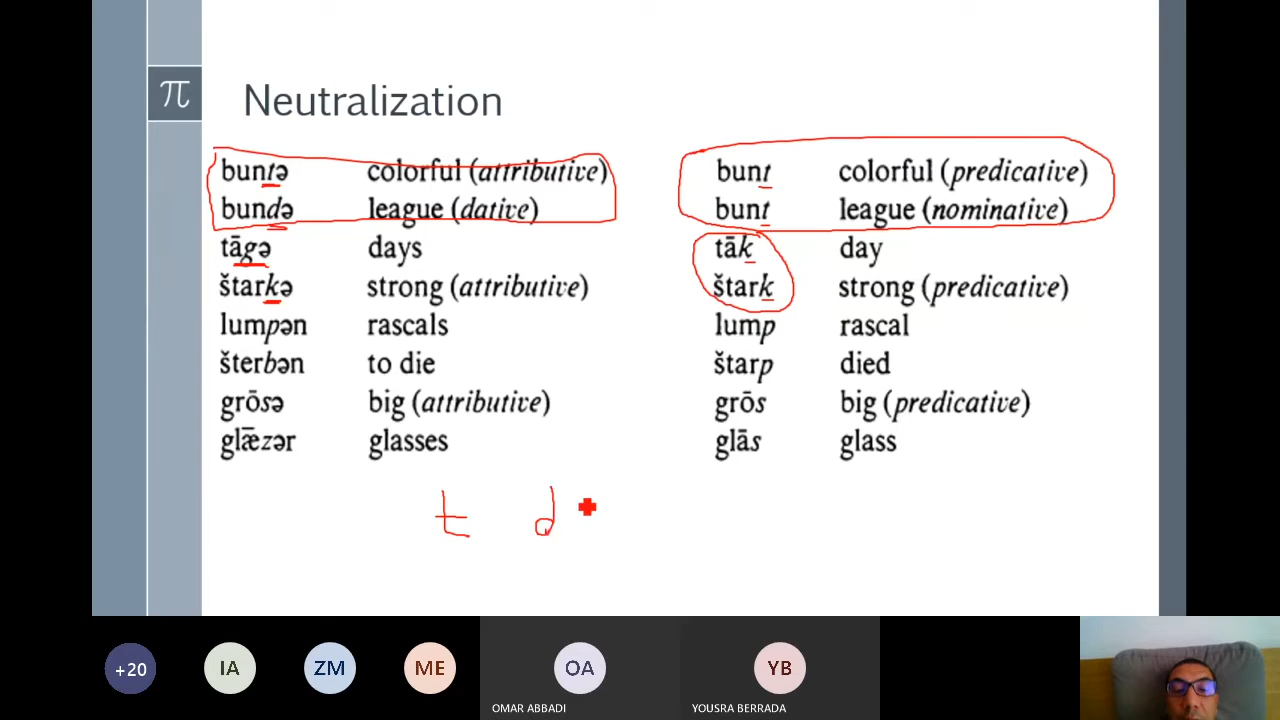 π
Neutralization
buntə colorful (attributive) bunt colorful (predicative)
bundə league (dative) bunt league (nominative)
tāgə days tāk day
štarkə strong (attributive) štark strong (predicative)
lumpən rascals lump rascal
šterbən to die štarp died
grōsə big (attributive) grōs big (predicative)
glǣzər glasses glās glass
t d
+20 IA ZM ME OA YB
OMAR ABBADI YOUSRA BERRADA